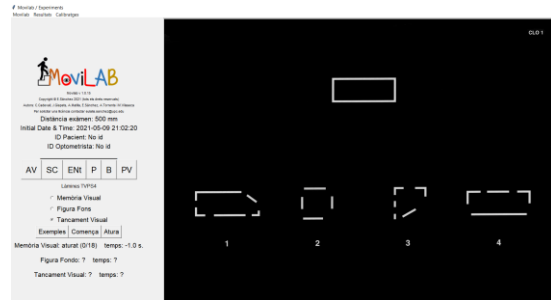 Movilab / Experiments
Movilab Resultats Calibratges
CLO 1
MoviLAB
Distància exàmen: 500 mm
Initial Date & Time: 2021-05-09 21:02:20
ID Pacient: No id
ID Optometrista: No id
AV SC ENt P B PV
Làmines TVPS4
Memòria Visual
Figura Fons
Tancament Visual
Exemples Comença Atura
Memòria Visual: aturat (0/18) temps: -1.0 s.
Figura Fondo: ? temps: ?
Tancament Visual: ? temps: ?
1 2 3 4